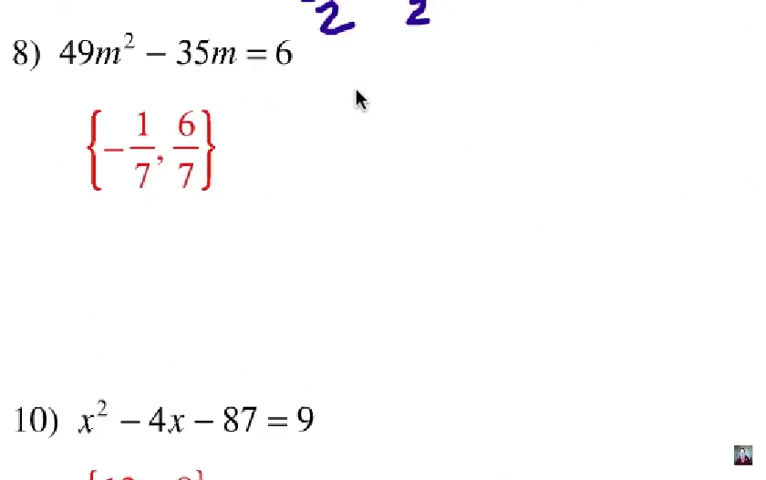 2 2
8) 49m² − 35m = 6
{−1/7, 6/7}
10) x² − 4x − 87 = 9